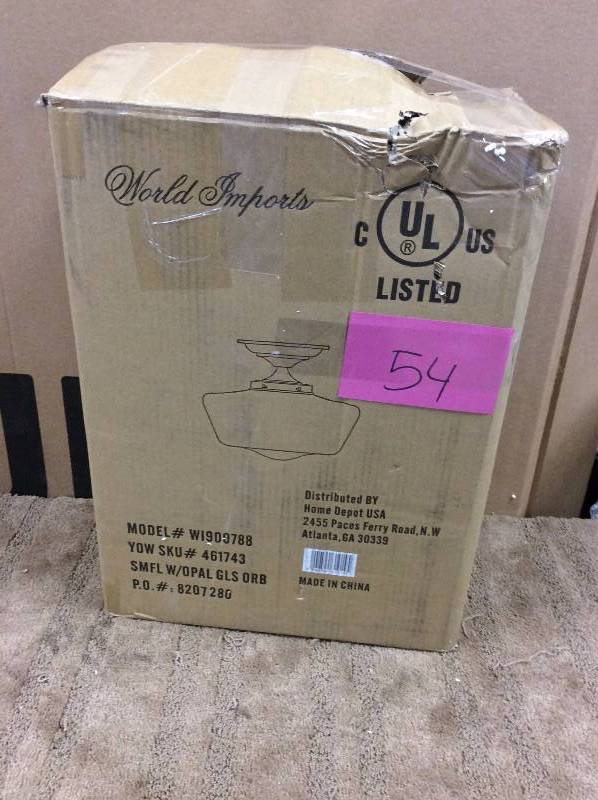 World Imports
C UL® US
LISTED
54
Distributed BY
Home Depot USA
2455 Paces Ferry Road, N.W
Atlanta, GA 30339
MADE IN CHINA
MODEL# WI909788
YOW SKU# 461743
SMFL W/OPAL GLS ORB
P.O.#: 8207280